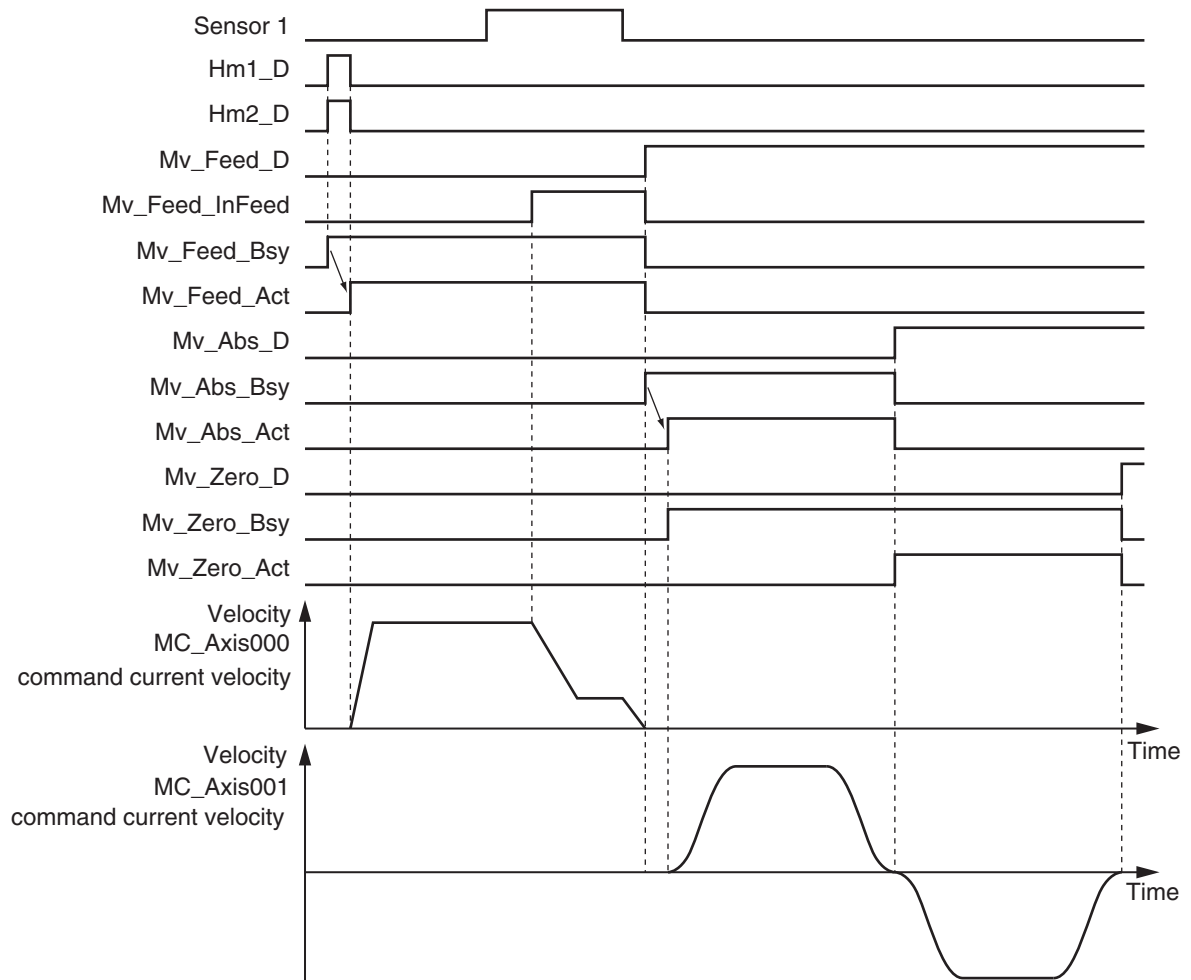 Sensor 1
Hm1_D
Hm2_D
Mv_Feed_D
Mv_Feed_InFeed
Mv_Feed_Bsy
Mv_Feed_Act
Mv_Abs_D
Mv_Abs_Bsy
Mv_Abs_Act
Mv_Zero_D
Mv_Zero_Bsy
Mv_Zero_Act
Velocity
MC_Axis000
command current velocity
Time
Velocity
MC_Axis001
command current velocity
Time